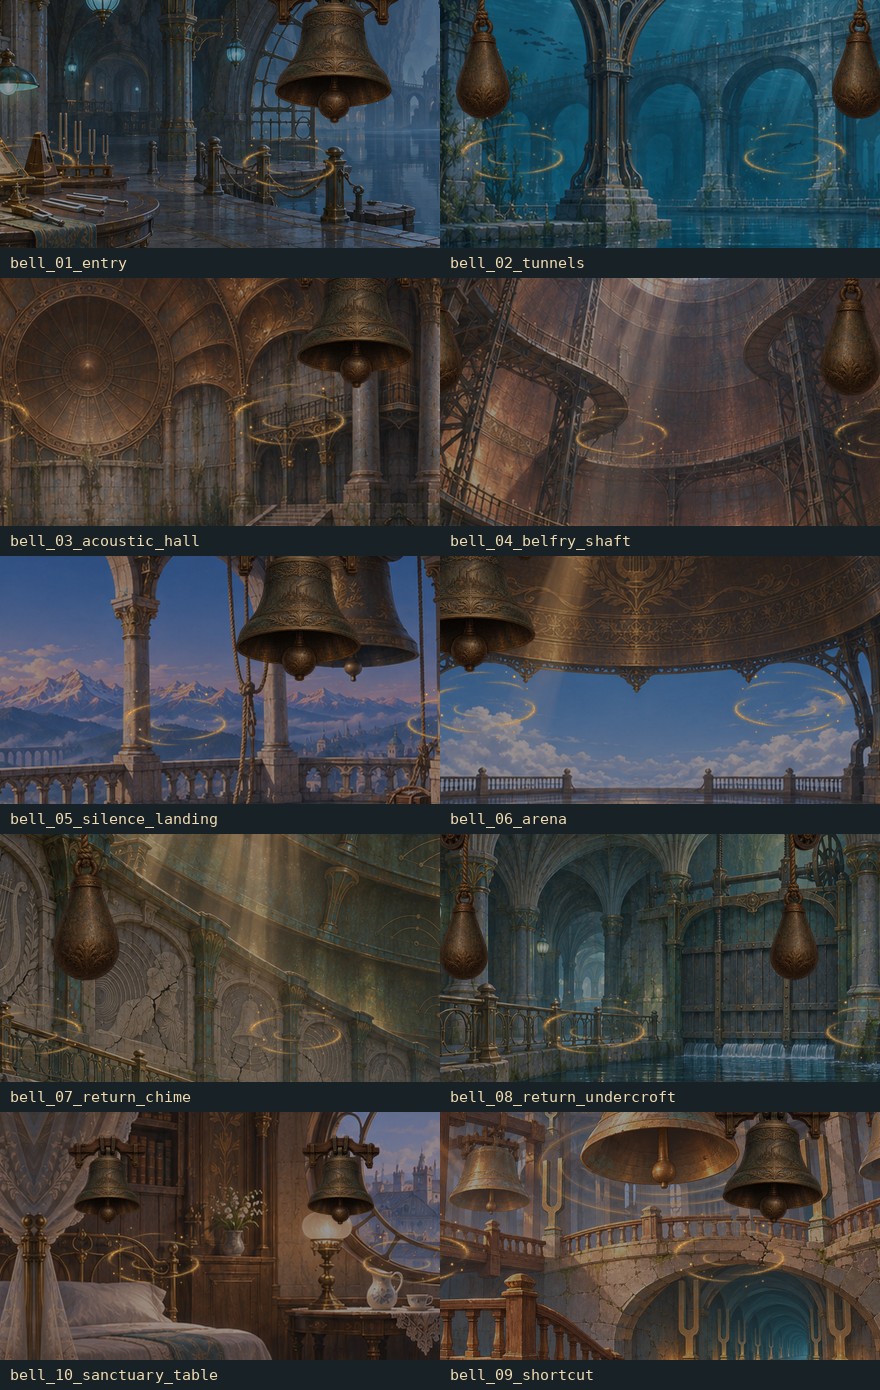 bell_01_entry
bell_02_tunnels
bell_03_acoustic_hall
bell_04_belfry_shaft
bell_05_silence_landing
bell_06_arena
bell_07_return_chime
bell_08_return_undercroft
bell_10_sanctuary_table
bell_09_shortcut